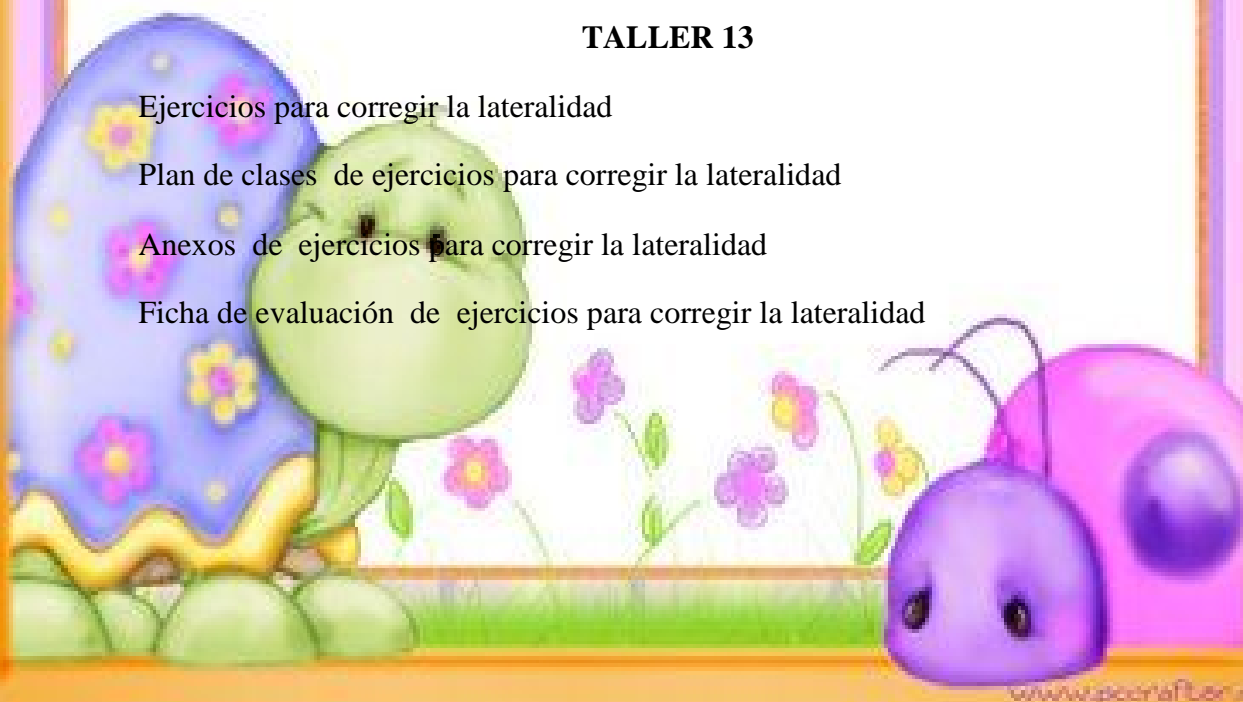 TALLER 13
Ejercicios para corregir la lateralidad
Plan de clases de ejercicios para corregir la lateralidad
Anexos de ejercicios para corregir la lateralidad
Ficha de evaluación de ejercicios para corregir la lateralidad